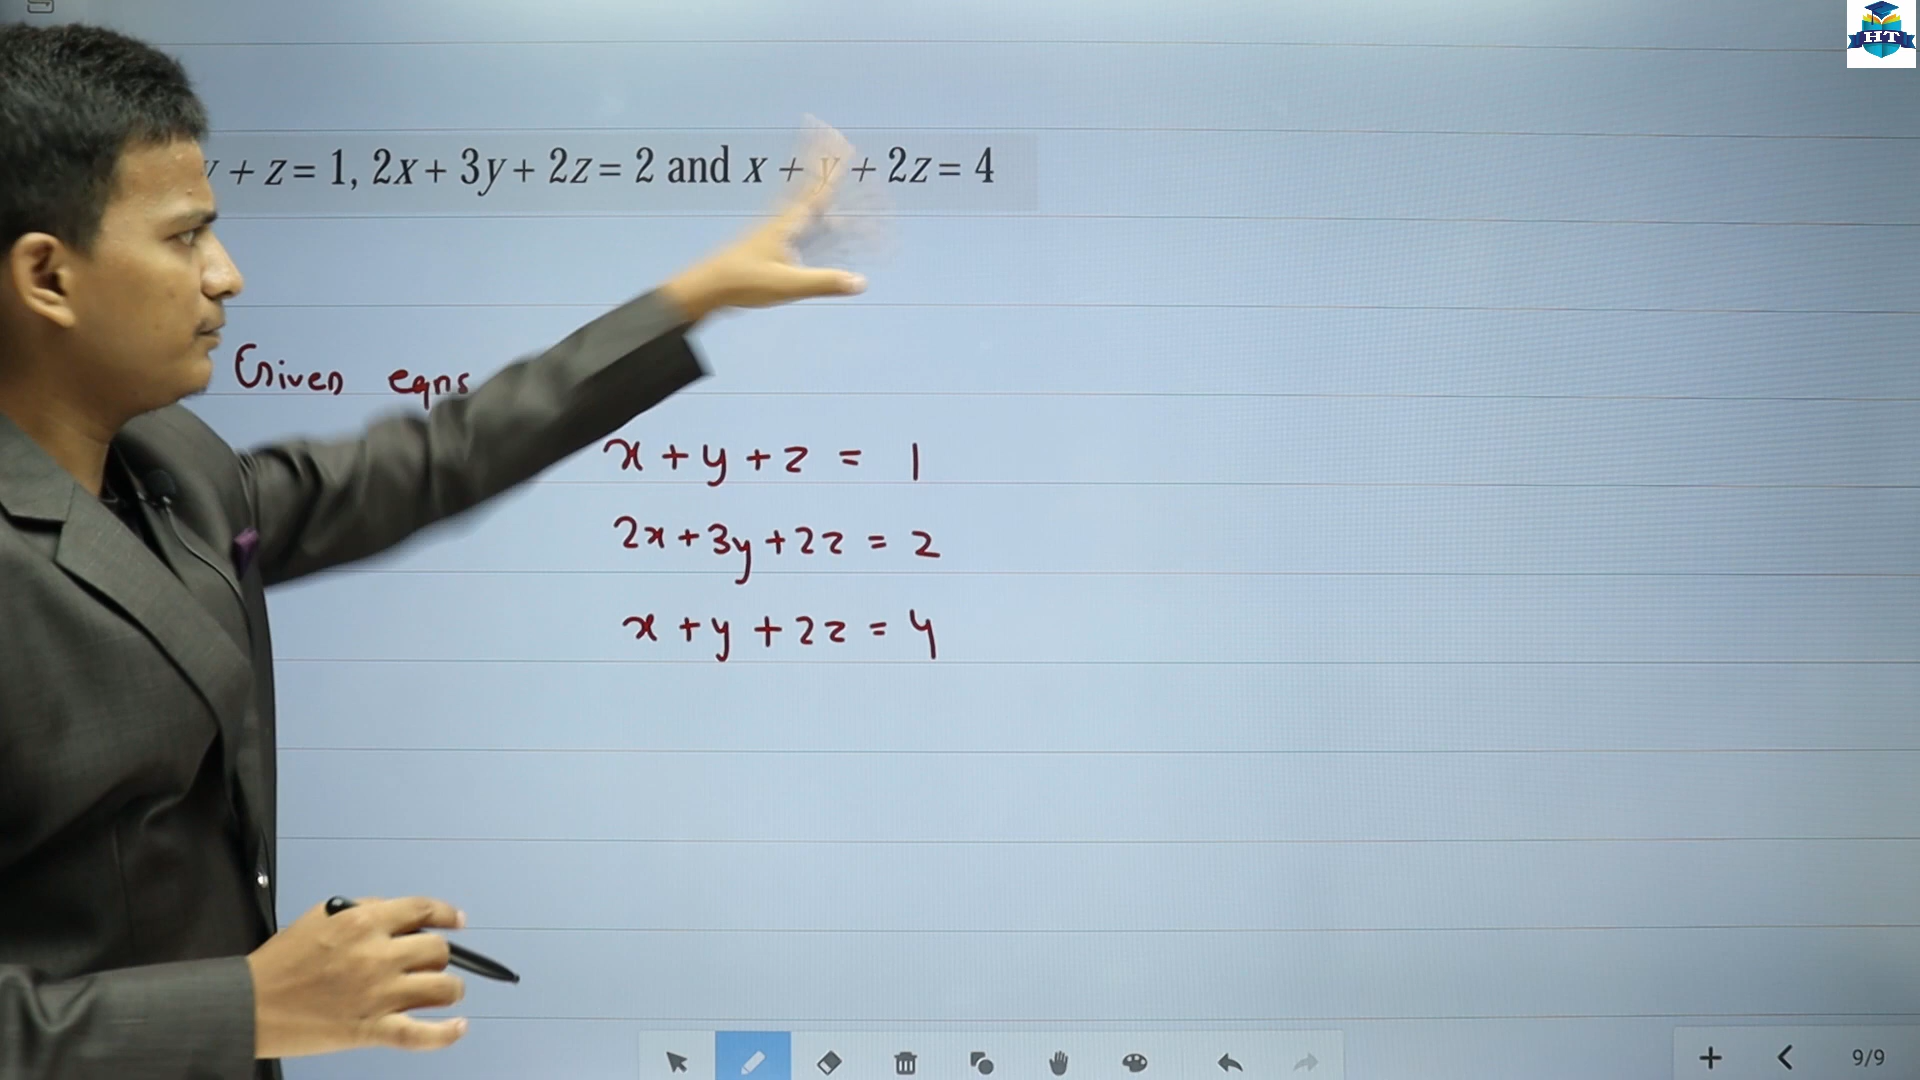 y + z = 1, 2x + 3y + 2z = 2 and x + y + 2z = 4
Given eqns
x + y + z = 1
2x + 3y + 2z = 2
x + y + 2z = 4
HT
9/9